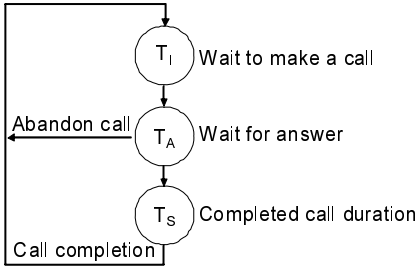 T_I Wait to make a call
Abandon call
T_A Wait for answer
T_S Completed call duration
Call completion